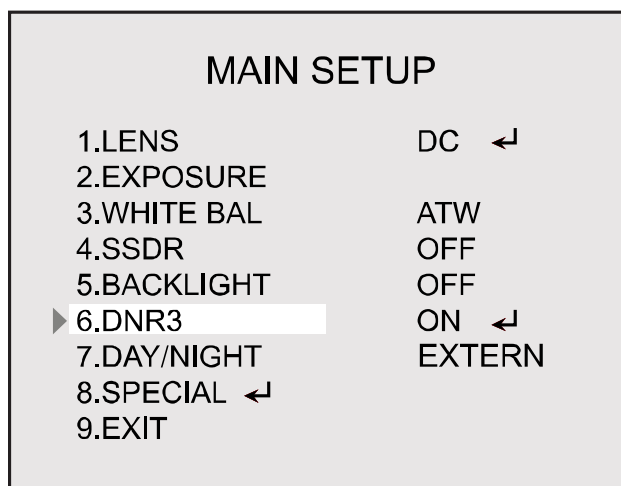 MAIN SETUP
1.LENS DC ↲
2.EXPOSURE
3.WHITE BAL ATW
4.SSDR OFF
5.BACKLIGHT OFF
6.DNR3 ON ↲
7.DAY/NIGHT EXTERN
8.SPECIAL ↲
9.EXIT